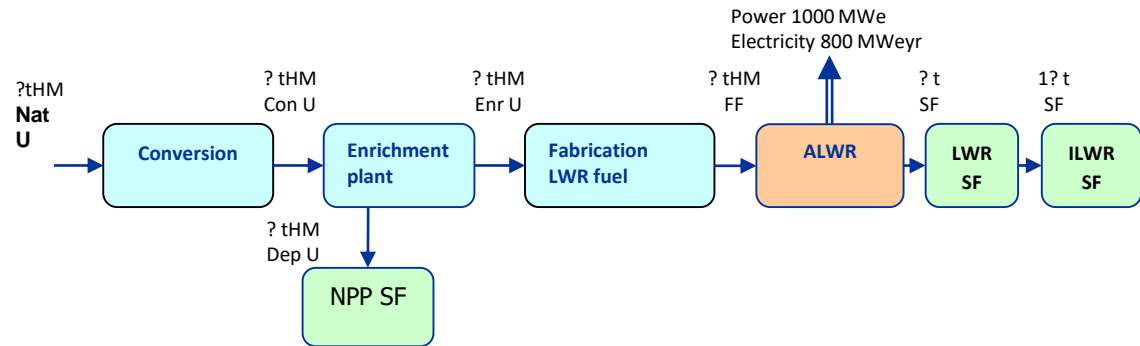 Power 1000 MWe
Electricity 800 MWeyr
?tHM
Nat
U
? tHM
Con U
? tHM
Enr U
? tHM
FF
? t
SF
1? t
SF
Conversion
Enrichment
plant
Fabrication
LWR fuel
ALWR
LWR
SF
ILWR
SF
? tHM
Dep U
NPP SF